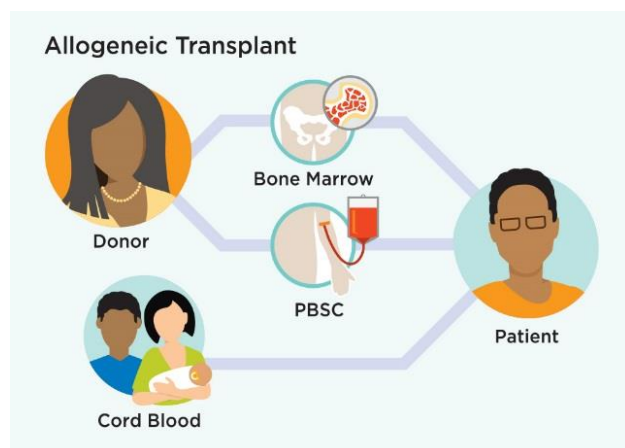 Allogeneic Transplant
Bone Marrow
Donor
PBSC
Patient
Cord Blood